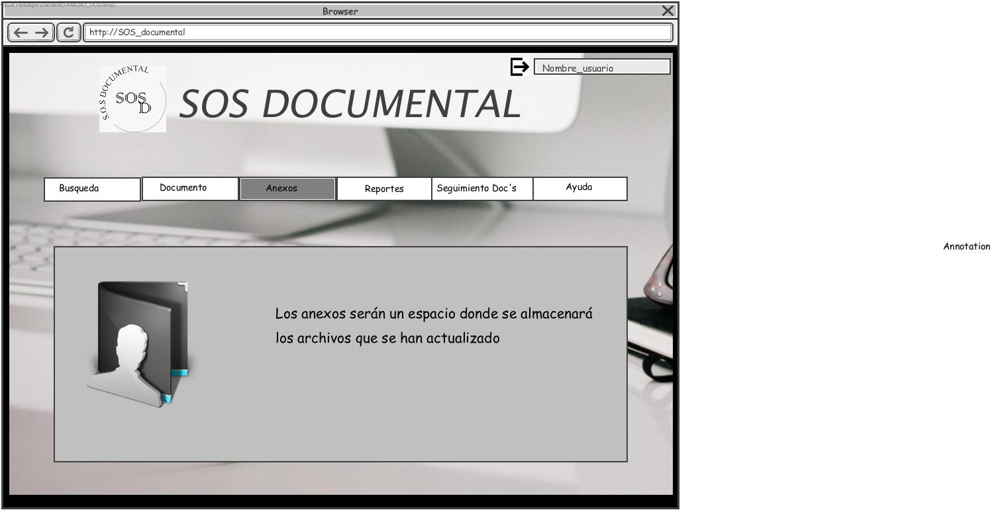 Visual Paradigm Standard(FAMILIA1_PC(Sena))
Browser
http://SOS_documental
Nombre_usuario
S.O.S DOCUMENTAL
SOS
D
SOS DOCUMENTAL
Busqueda
Documento
Anexos
Reportes
Seguimiento Doc's
Ayuda
Annotation
Los anexos serán un espacio donde se almacenará
los archivos que se han actualizado